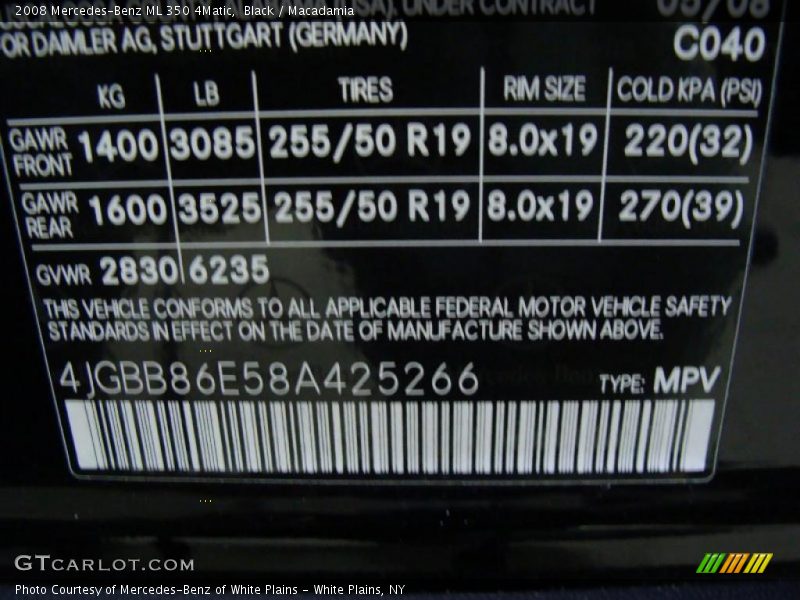 2008 Mercedes-Benz ML 350 4Matic,  Black / Macadamia
UNDER CONTRACT 05/08
OR DAIMLER AG, STUTTGART (GERMANY)
C040
KG LB TIRES RIM SIZE COLD KPA (PSI)
GAWR FRONT 1400 3085 255/50 R19 8.0x19 220(32)
GAWR REAR 1600 3525 255/50 R19 8.0x19 270(39)
GVWR 2830 6235
THIS VEHICLE CONFORMS TO ALL APPLICABLE FEDERAL MOTOR VEHICLE SAFETY
STANDARDS IN EFFECT ON THE DATE OF MANUFACTURE SHOWN ABOVE.
4JGBB86E58A425266 TYPE: MPV
GTCARLOT.COM
Photo Courtesy of Mercedes-Benz of White Plains - White Plains, NY